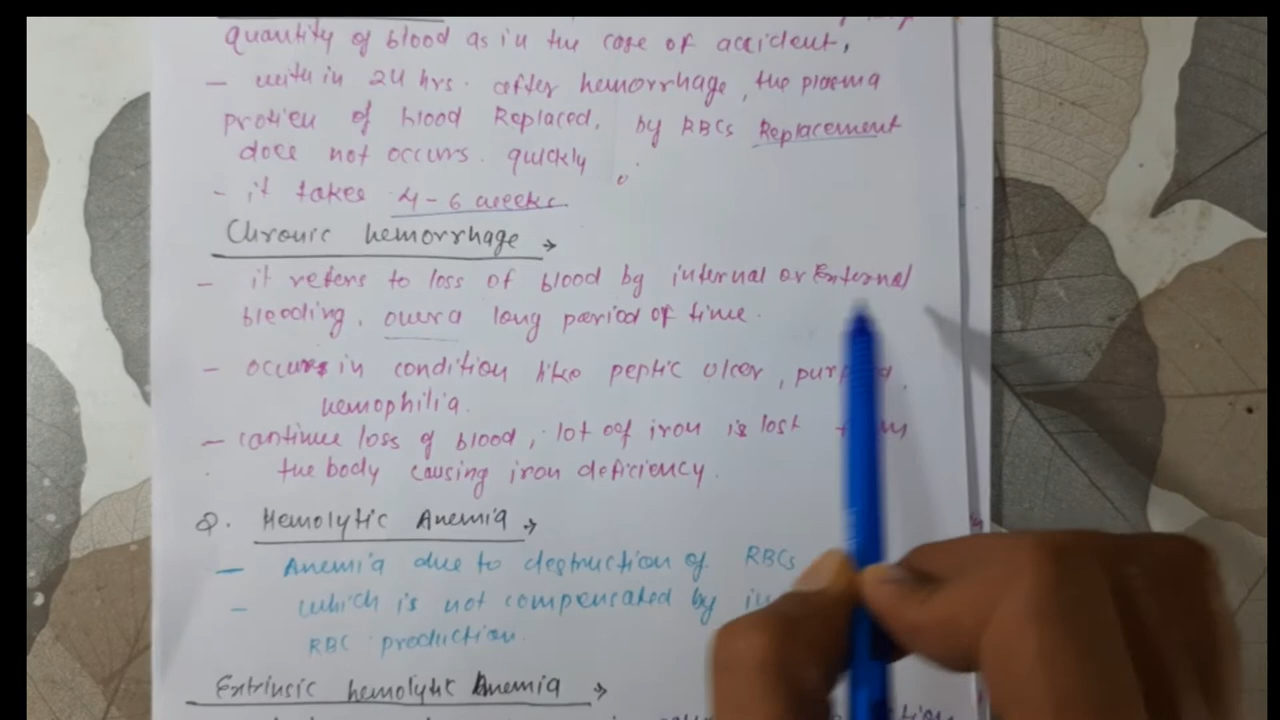 quantity of blood as in the case of accident,
- with in 24 hrs. after hemorrhage, the plasma
protien of blood Replaced, by RBCs Replacement
does not occurs. quickly
- it takes 4-6 weeks
Chronic hemorrhage →
- it refers to loss of blood by internal or External
bleeding, over a long period of time.
- occurs in condition like peptic ulcer,
hemophilia.
- continue loss of blood, lot oof iron is lost
the body causing iron deficiency.
Q. Hemolytic Anemia →
- Anemia due to destruction of RBCs
- which is not compensated by
RBC production.
Extrinsic hemolytic Anemia →